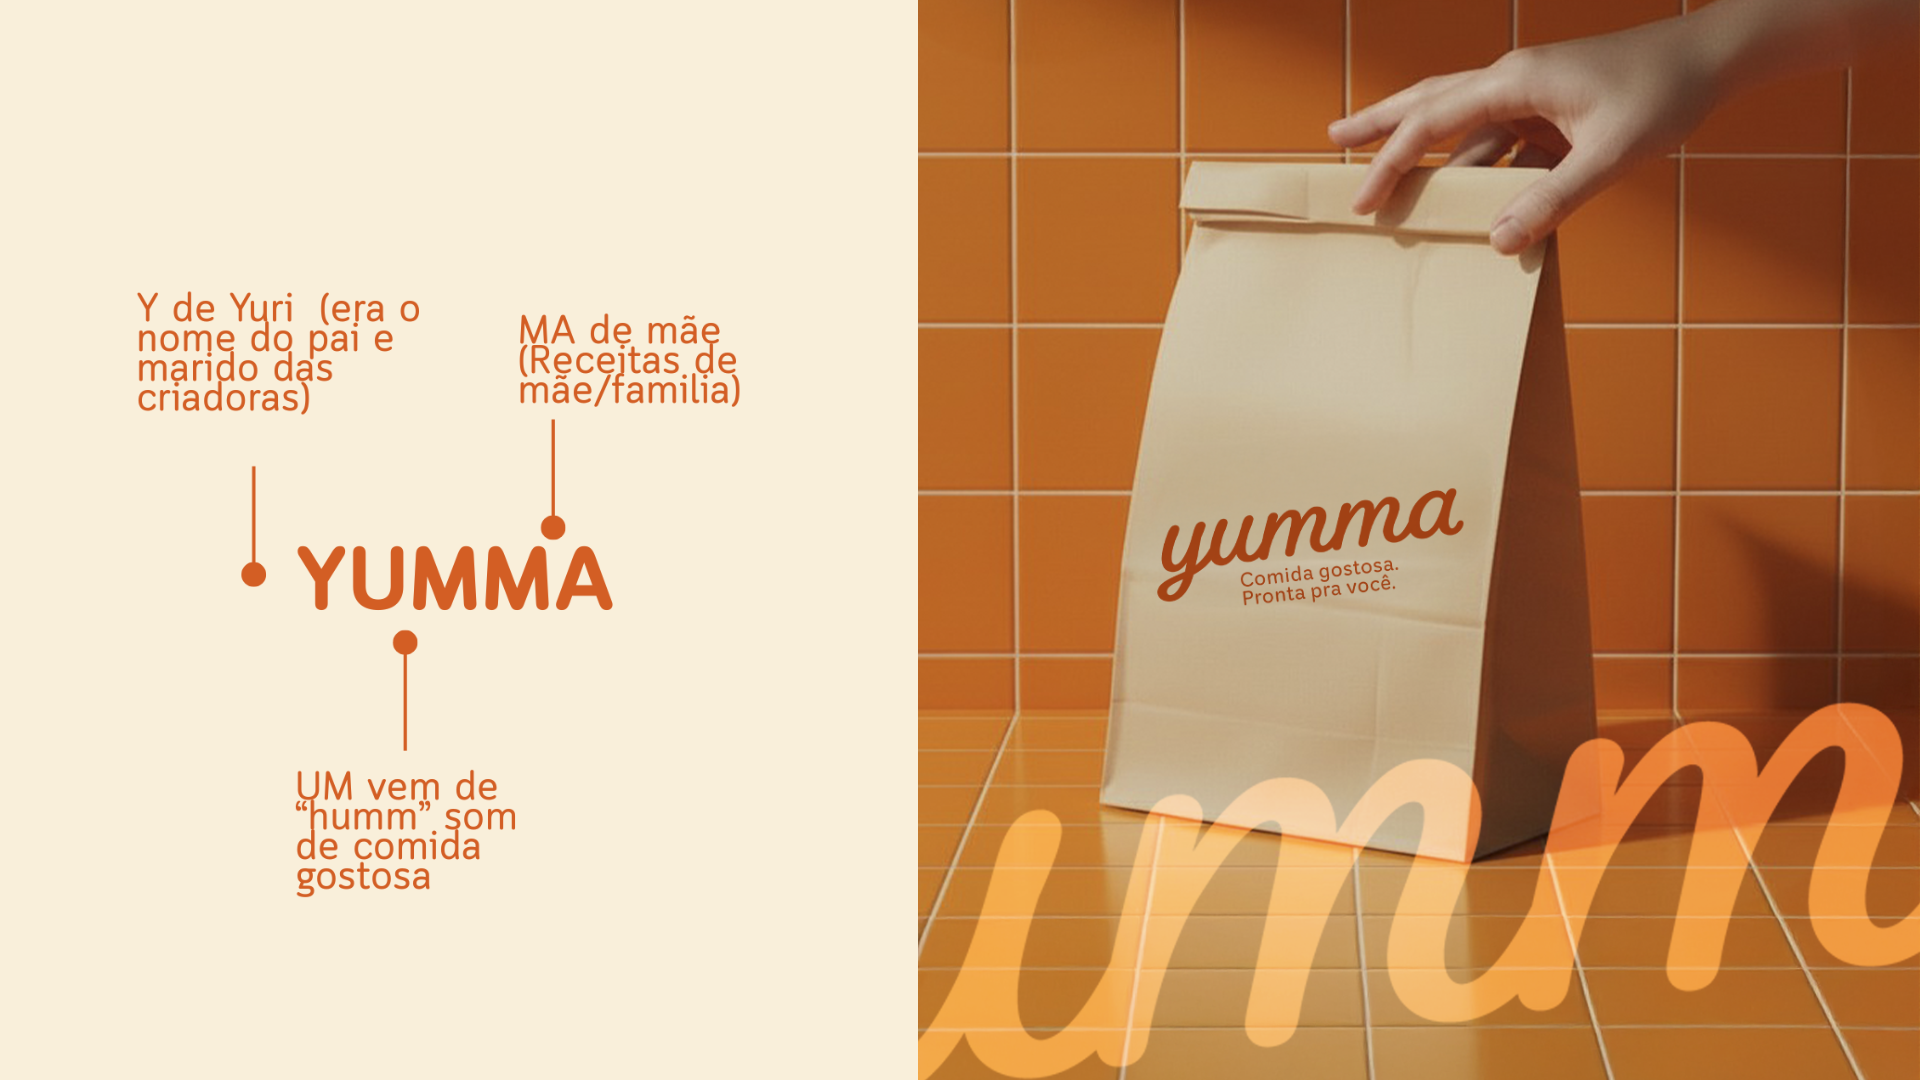 Y de Yuri  (era o
nome do pai e
marido das
criadoras)
MA de mãe
(Receitas de
mãe/familia)
YUMMA
UM vem de
“humm” som
de comida
gostosa
yumma
Comida gostosa.
Pronta pra você.
umm